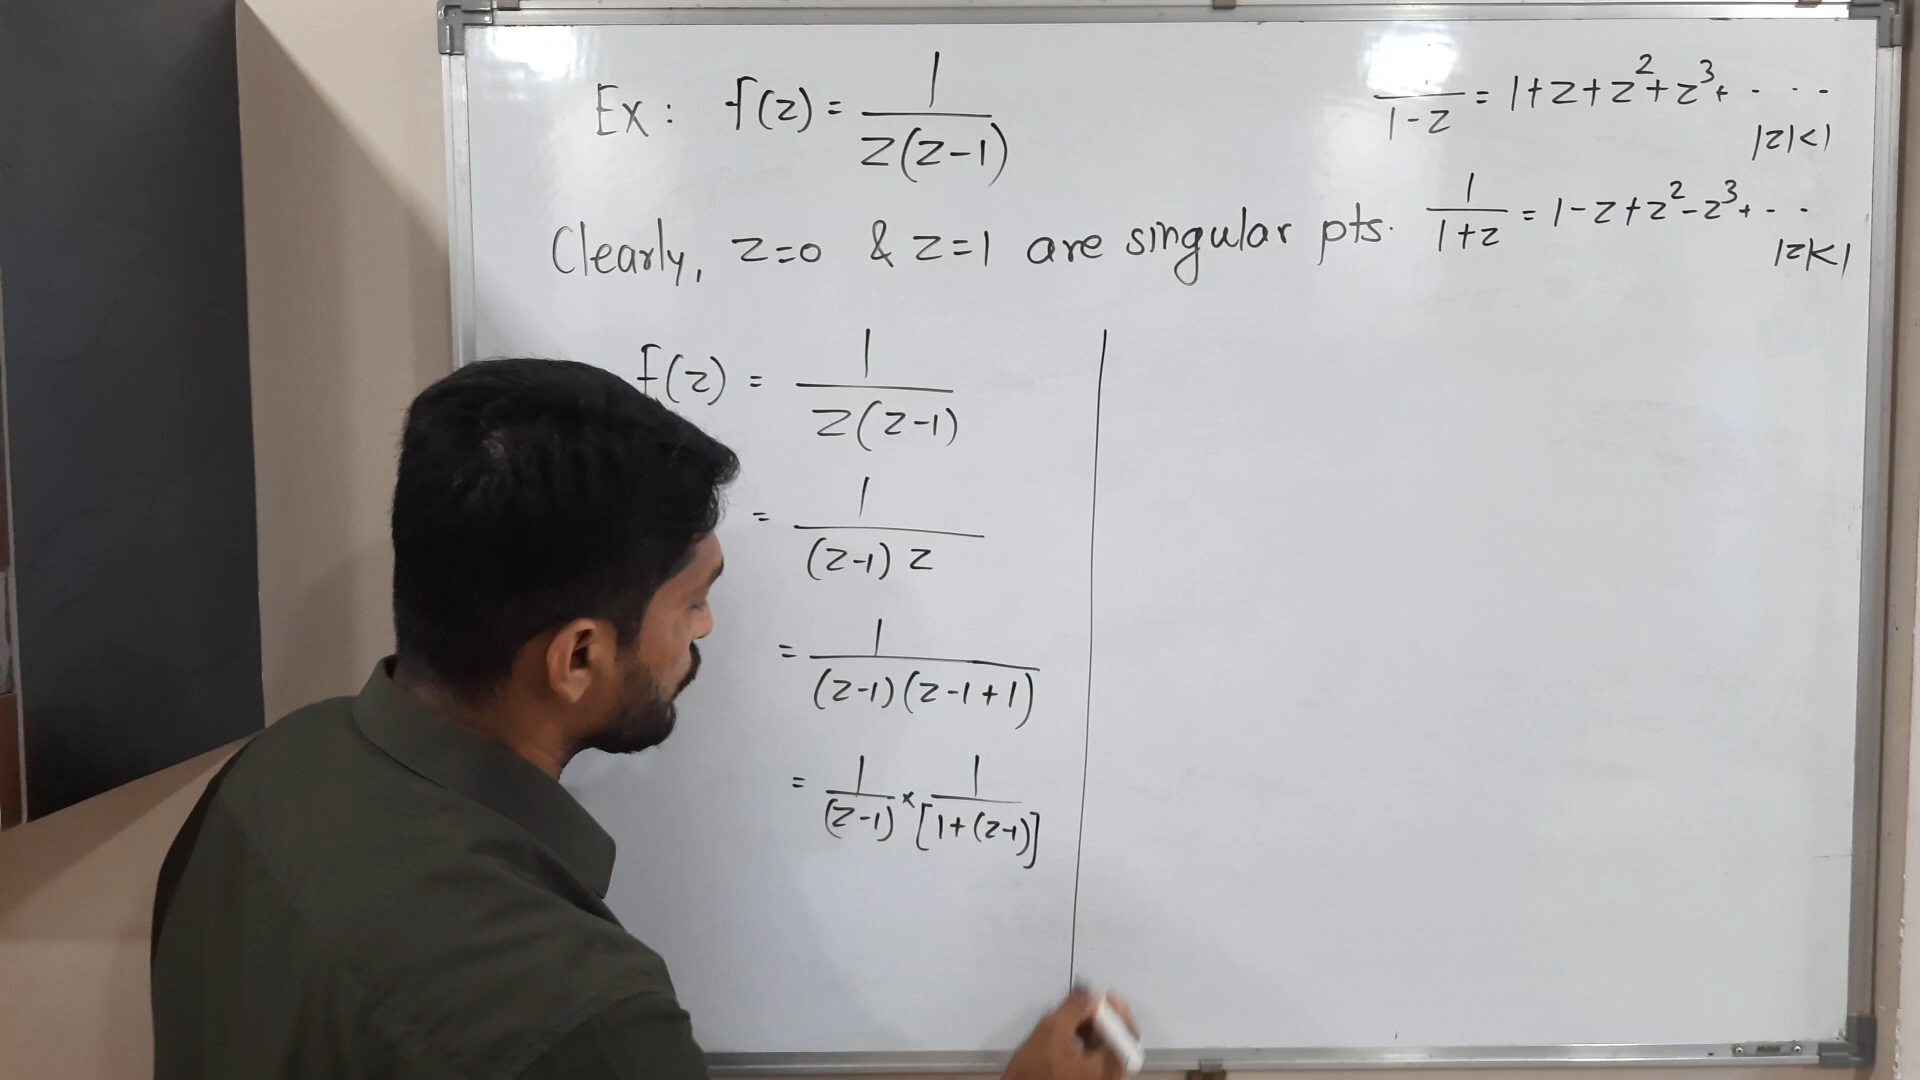 Ex: f(z) = 1/z(z-1)
1-z = 1+z+z²+z³+ · · ·
|z|<1
Clearly, z=0 & z=1 are singular pts.
1/1+z = 1-z+z²-z³+ · ·
|z|<1
f(z) = 1/z(z-1)
= 1/(z-1) z
= 1/(z-1)(z-1+1)
= 1/(z-1) × 1/[1+(z-1)]